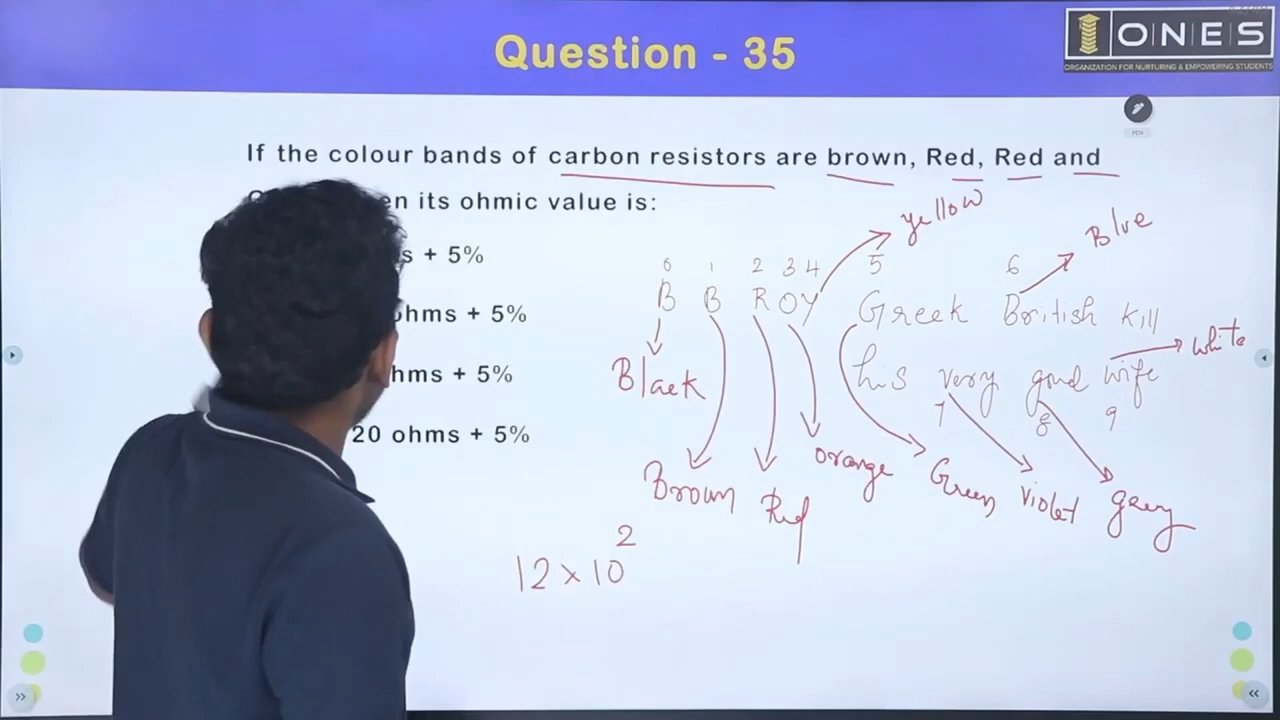 Question - 35
ONES
ORGANIZATION FOR NURTURING & EMPOWERING STUDENTS
PEN
If the colour bands of carbon resistors are brown, Red, Red and
its ohmic value is:
+ 5%
ohms + 5%
+ 5%
20 ohms + 5%
yellow
Blue
0 1 2 3 4 5 6
B B R O Y Greek British kill
his very good wife
white
7 8 9
Black
Brown Red orange Green violet grey
12 × 10²